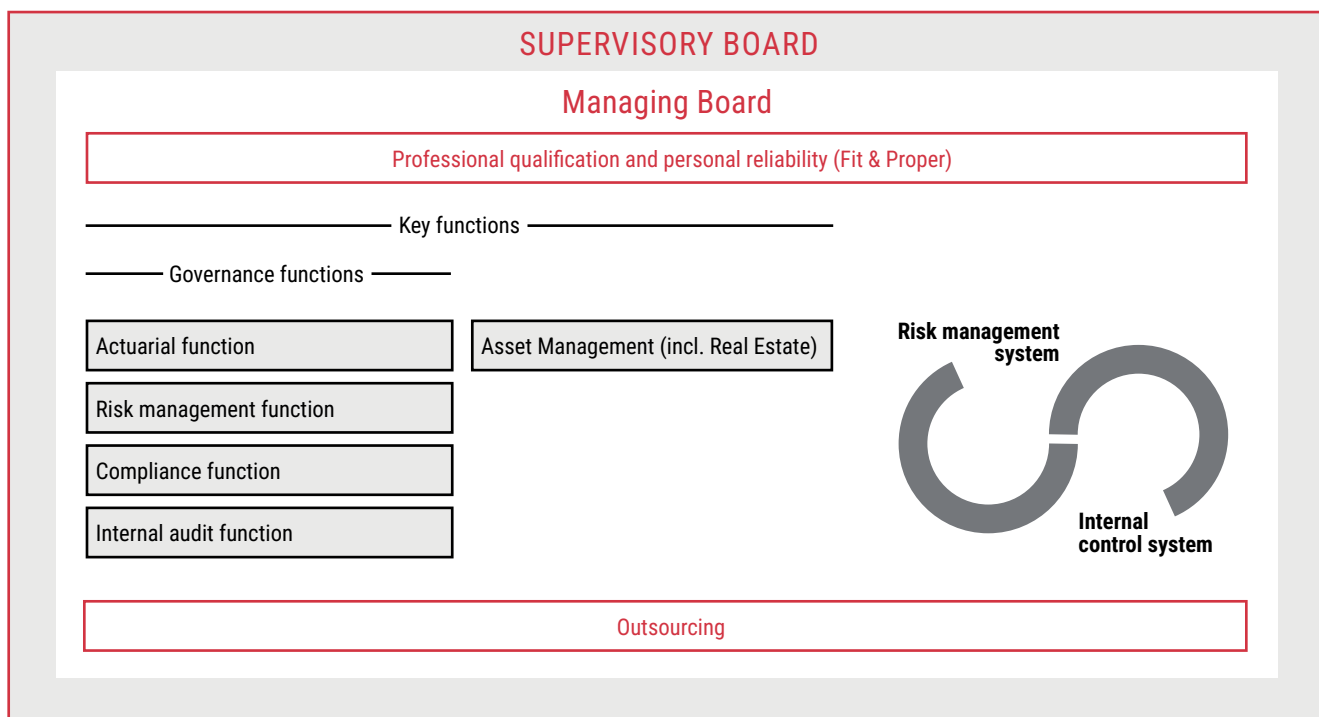 SUPERVISORY BOARD
Managing Board
Professional qualification and personal reliability (Fit & Proper)
Key functions
Governance functions
Actuarial function
Asset Management (incl. Real Estate)
Risk management function
Compliance function
Internal audit function
Risk management
system
Internal
control system
Outsourcing